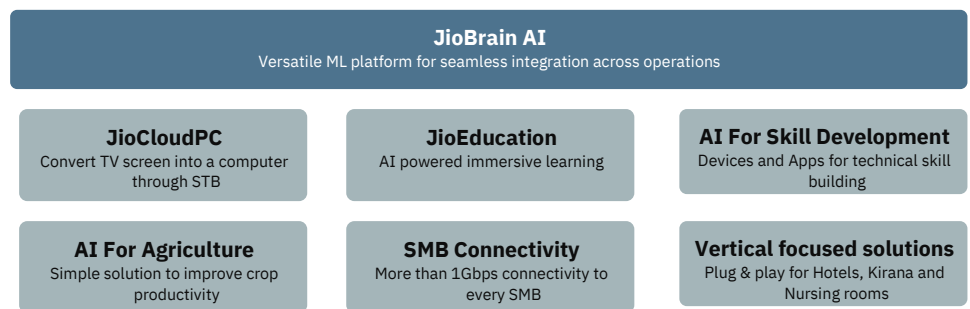 JioBrain AI
Versatile ML platform for seamless integration across operations
JioCloudPC
Convert TV screen into a computer
through STB
JioEducation
AI powered immersive learning
AI For Skill Development
Devices and Apps for technical skill
building
AI For Agriculture
Simple solution to improve crop
productivity
SMB Connectivity
More than 1Gbps connectivity to
every SMB
Vertical focused solutions
Plug & play for Hotels, Kirana and
Nursing rooms